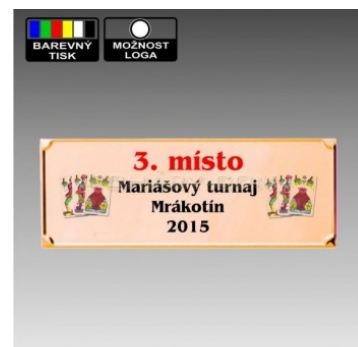 BAREVNÝ
TISK
MOŽNOST
LOGA
3. místo
Mariášový turnaj
Mrákotín
2015